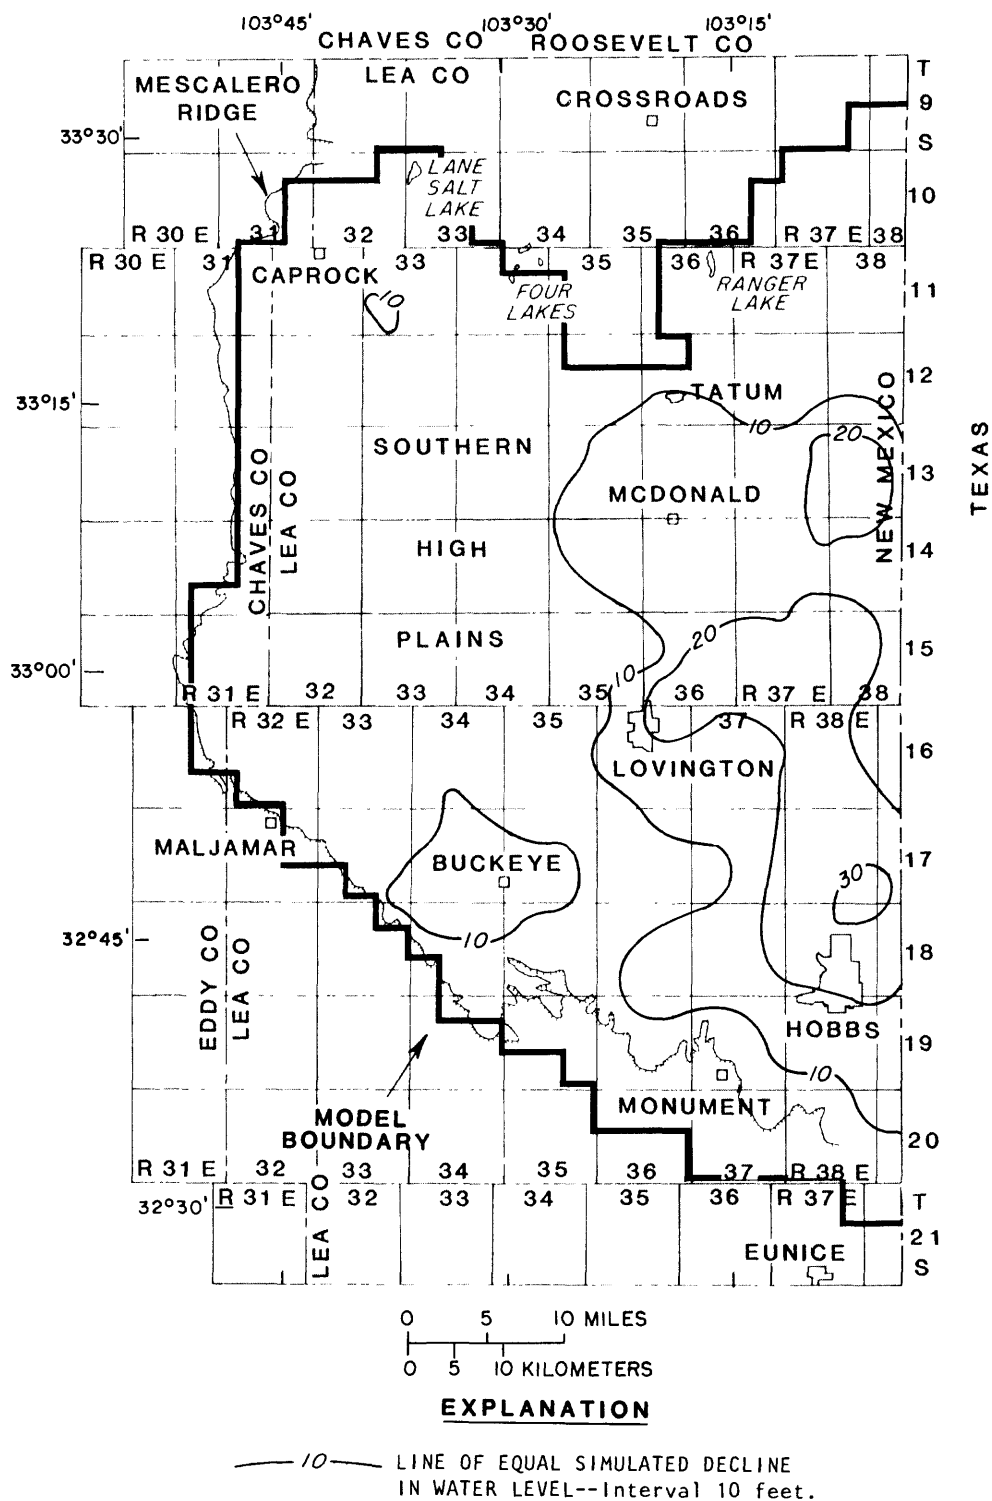 103°45' 103°30' 103°15'
CHAVES CO ROOSEVELT CO
LEA CO
T
MESCALERO
RIDGE
CROSSROADS
9
33°30'
S
LANE
SALT
LAKE
10
R 30 E 31 32 33 34 35 36 R 37 E 38
R 30 E 31 33 35 36 R 37E 38
CAPROCK
10
FOUR
LAKES
RANGER
LAKE
11
12
TATUM
33°15'
10
20
SOUTHERN
NEW MEXICO
TEXAS
13
MCDONALD
CHAVES CO
LEA CO
HIGH
14
PLAINS
20
15
33°00'
10
R 31 E 32 33 34 35 36 R 37 E 38
R 32 E 33 34 35 37 R 38 E
16
LOVINGTON
MALJAMAR
BUCKEYE
17
30
10
32°45'
EDDY CO
LEA CO
18
HOBBS
19
10
MODEL
BOUNDARY
MONUMENT
20
R 31 E 32 33 34 35 36 37 R 38 E
32°30' R 31 E 32 33 34 35 36 R 37 E
T
LEA CO
21
EUNICE
S
0 5 10 MILES
0 5 10 KILOMETERS
EXPLANATION
10 LINE OF EQUAL SIMULATED DECLINE
IN WATER LEVEL--Interval 10 feet.